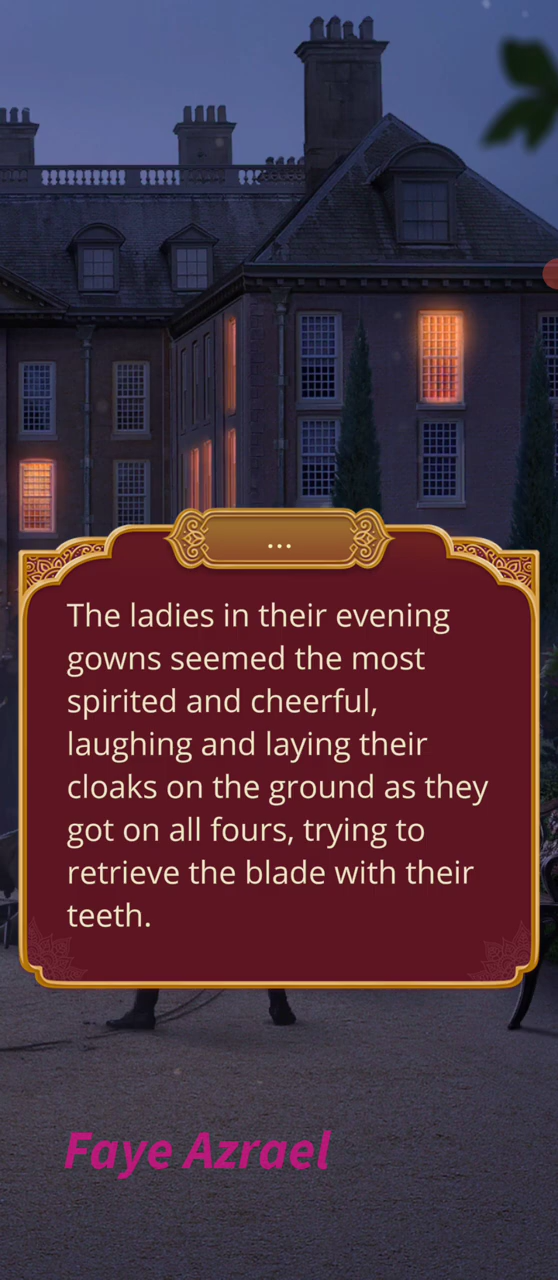 ...
The ladies in their evening
gowns seemed the most
spirited and cheerful,
laughing and laying their
cloaks on the ground as they
got on all fours, trying to
retrieve the blade with their
teeth.
Faye Azrael